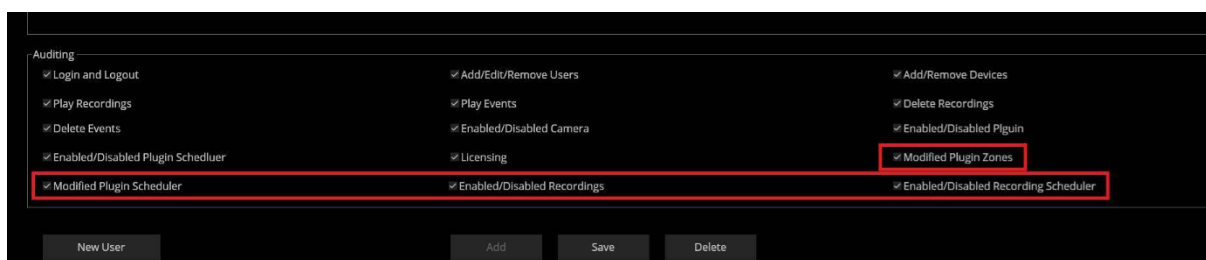 Auditing
Login and Logout Add/Edit/Remove Users Add/Remove Devices
Play Recordings Play Events Delete Recordings
Delete Events Enabled/Disabled Camera Enabled/Disabled Plguin
Enabled/Disabled Plugin Schedluer Licensing Modified Plugin Zones
Modified Plugin Scheduler Enabled/Disabled Recordings Enabled/Disabled Recording Scheduler
New User Add Save Delete